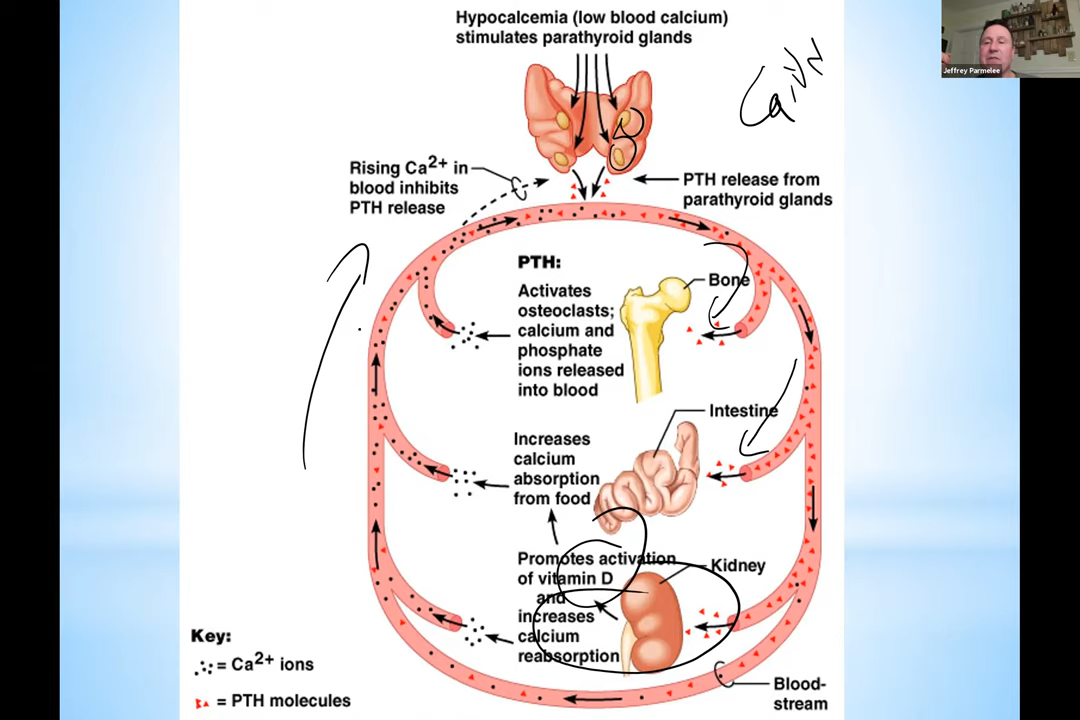 Hypocalcemia (low blood calcium)
stimulates parathyroid glands
Jeffrey Parmelee
Rising Ca2+ in
blood inhibits
PTH release
PTH release from
parathyroid glands
PTH:
Activates
osteoclasts;
calcium and
phosphate
ions released
into blood
Bone
Increases
calcium
absorption
from food
Intestine
Promotes activation
of vitamin D
and
increases
calcium
reabsorption
Kidney
Key:
= Ca2+ ions
= PTH molecules
Blood-
stream